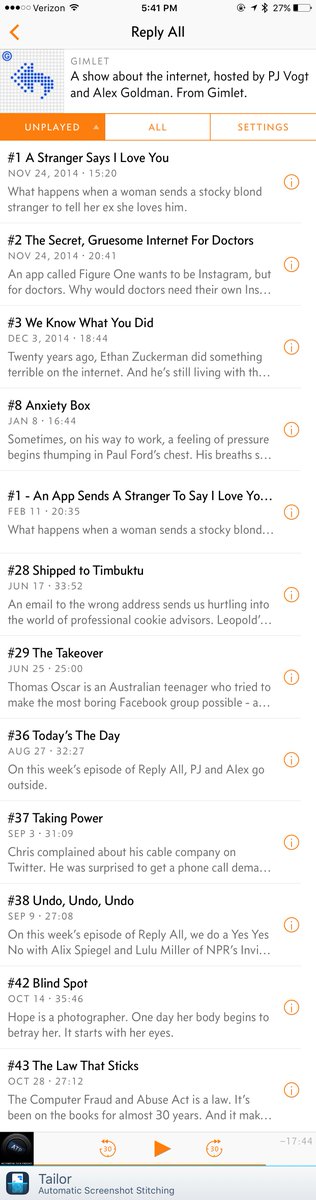 Verizon 5:41 PM 27%
Reply All
GIMLET
A show about the internet, hosted by PJ Vogt
and Alex Goldman. From Gimlet.
UNPLAYED ALL SETTINGS
#1 A Stranger Says I Love You
NOV 24, 2014 · 15:20
What happens when a woman sends a stocky blond
stranger to tell her ex she loves him.
#2 The Secret, Gruesome Internet For Doctors
NOV 24, 2014 · 20:41
An app called Figure One wants to be Instagram, but
for doctors. Why would doctors need their own Ins...
#3 We Know What You Did
DEC 3, 2014 · 18:44
Twenty years ago, Ethan Zuckerman did something
terrible on the internet. And he's still living with th...
#8 Anxiety Box
JAN 8 · 16:44
Sometimes, on his way to work, a feeling of pressure
begins thumping in Paul Ford's chest. His breaths s...
#1 - An App Sends A Stranger To Say I Love Yo...
FEB 11 · 20:35
What happens when a woman sends a stocky blond...
#28 Shipped to Timbuktu
JUN 17 · 33:52
An email to the wrong address sends us hurtling into
the world of professional cookie advisors. Leopold'...
#29 The Takeover
JUN 25 · 25:00
Thomas Oscar is an Australian teenager who tried to
make the most boring Facebook group possible - a...
#36 Today's The Day
AUG 27 · 32:27
On this week's episode of Reply All, PJ and Alex go
outside.
#37 Taking Power
SEP 3 · 31:09
Chris complained about his cable company on
Twitter. He was surprised to get a phone call dema...
#38 Undo, Undo, Undo
SEP 9 · 27:08
On this week's episode of Reply All, we do a Yes Yes
No with Alix Spiegel and Lulu Miller of NPR's Invi...
#42 Blind Spot
OCT 14 · 35:46
Hope is a photographer. One day her body begins to
betray her. It starts with her eyes.
#43 The Law That Sticks
OCT 28 · 27:12
The Computer Fraud and Abuse Act is a law. It's
been on the books for almost 30 years. And it mak...
30 30 -17:44
Tailor
Automatic Screenshot Stitching